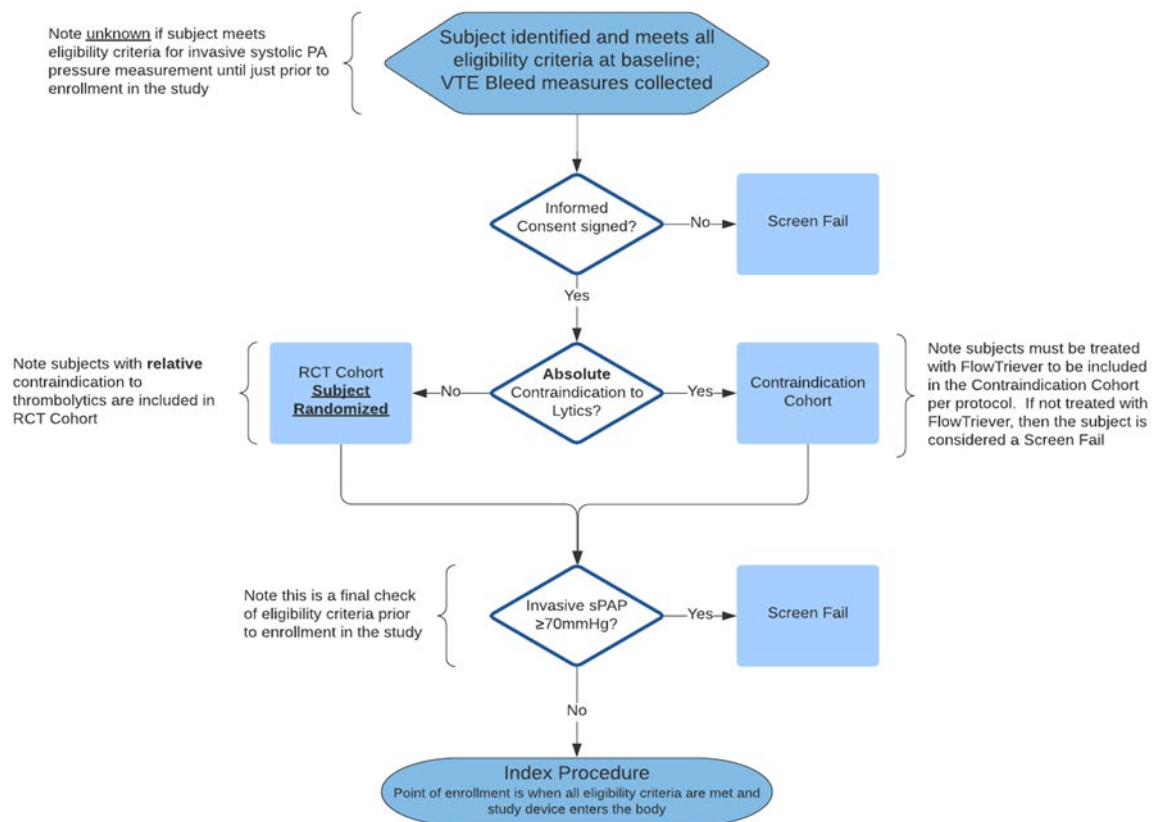 Note unknown if subject meets
eligibility criteria for invasive systolic PA
pressure measurement until just prior to
enrollment in the study
Subject identified and meets all
eligibility criteria at baseline;
VTE Bleed measures collected
Informed
Consent signed?
No
Screen Fail
Yes
Note subjects with relative
contraindication to
thrombolytics are included in
RCT Cohort
RCT Cohort
Subject
Randomized
No
Absolute
Contraindication to
Lytics?
Yes
Contraindication
Cohort
Note subjects must be treated
with FlowTriever to be included
in the Contraindication Cohort
per protocol. If not treated with
FlowTriever, then the subject is
considered a Screen Fail
Note this is a final check
of eligibility criteria prior
to enrollment in the study
Invasive sPAP
≥70mmHg?
Yes
Screen Fail
No
Index Procedure
Point of enrollment is when all eligibility criteria are met and
study device enters the body